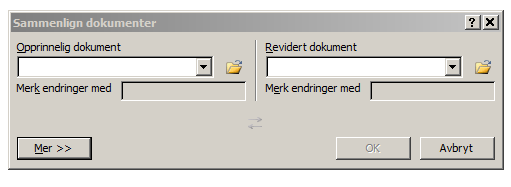 Sammenlign dokumenter
Opprinnelig dokument
Revidert dokument
Merk endringer med
Merk endringer med
Mer >>
OK
Avbryt